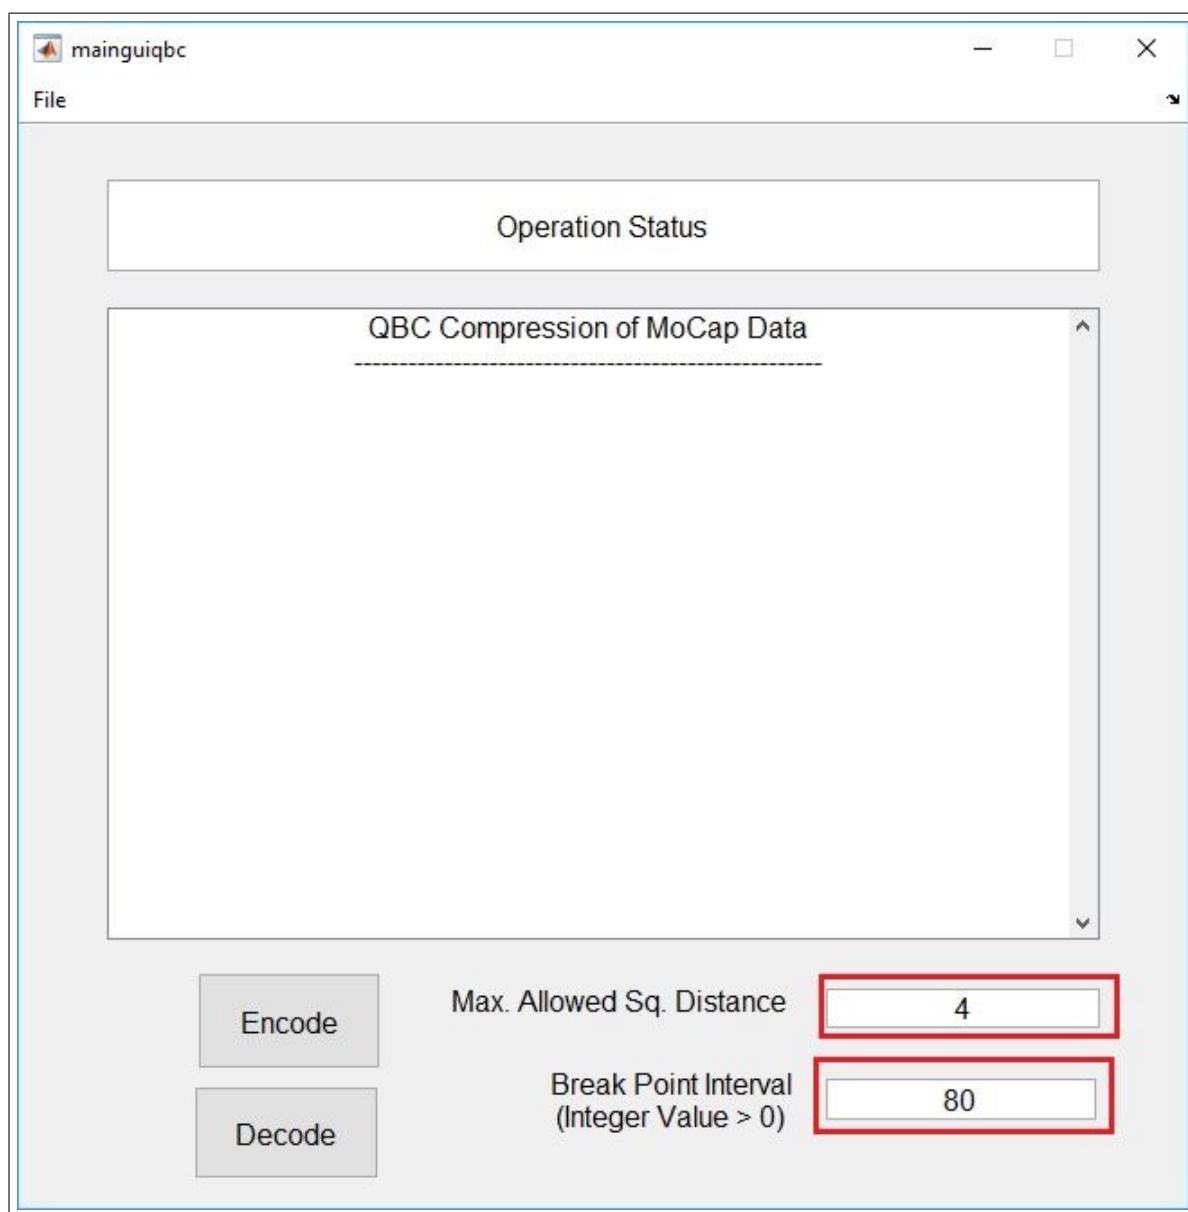 mainguiqbc
File
Operation Status
QBC Compression of MoCap Data
----------------------------------------------------
Encode
Max. Allowed Sq. Distance
4
Break Point Interval
(Integer Value > 0)
80
Decode